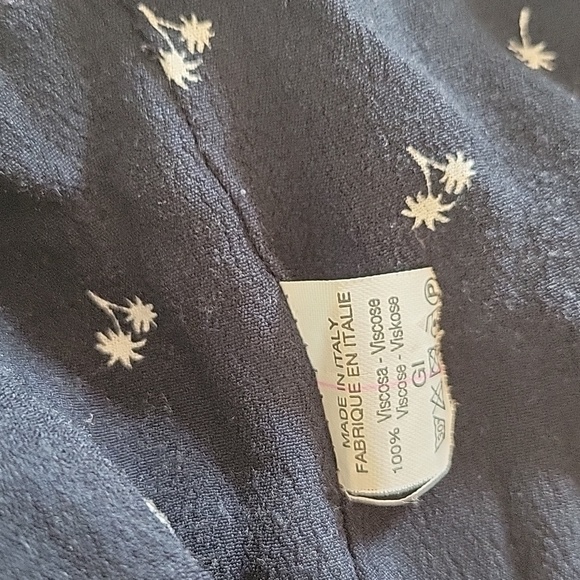 MADE IN ITALY
FABRIQUE EN ITALIE
Viscosa - Viscose
100% Viscose - Viskose
GI
P